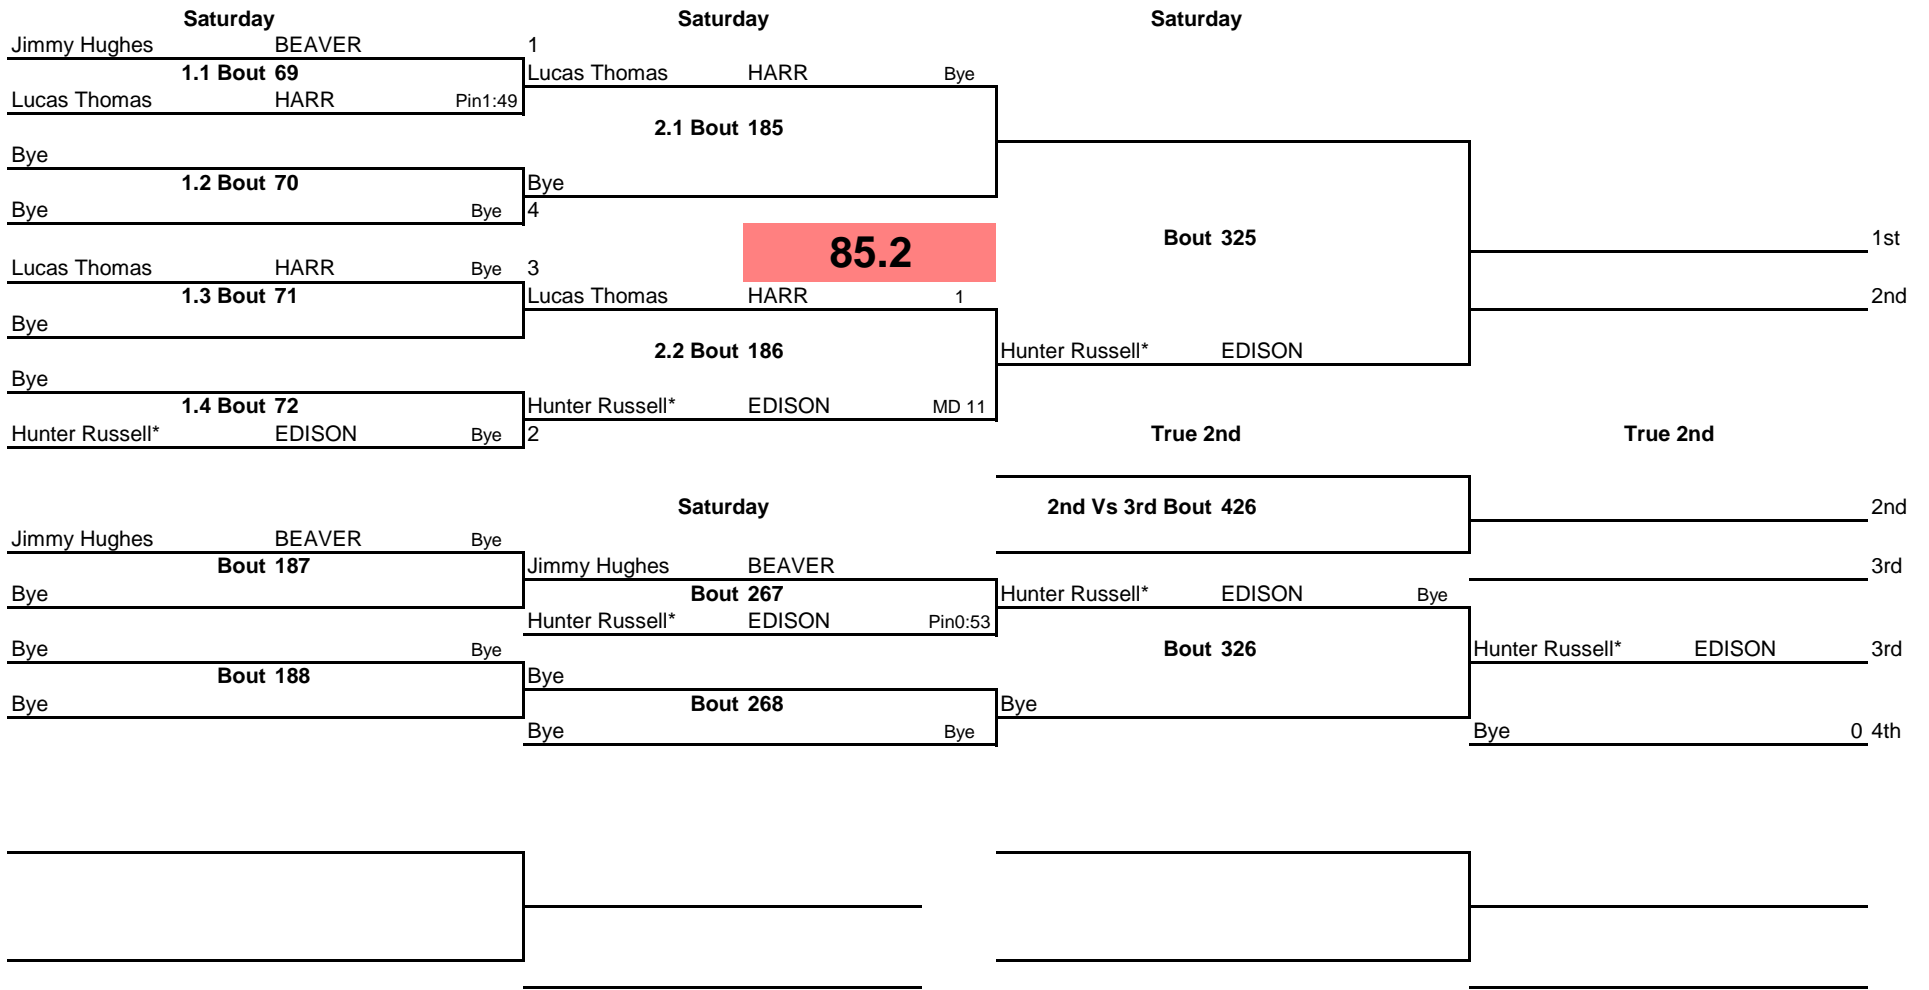 Saturday Saturday Saturday
Jimmy Hughes BEAVER 1
1.1 Bout 69 Lucas Thomas HARR Bye
Lucas Thomas HARR Pin1:49
2.1 Bout 185
Bye
1.2 Bout 70 Bye
Bye Bye 4
85.2 Bout 325 1st
Lucas Thomas HARR Bye 3
1.3 Bout 71 Lucas Thomas HARR 1 2nd
Bye
2.2 Bout 186 Hunter Russell* EDISON
Bye
1.4 Bout 72 Hunter Russell* EDISON MD 11
Hunter Russell* EDISON Bye 2 True 2nd True 2nd
Saturday 2nd Vs 3rd Bout 426 2nd
Jimmy Hughes BEAVER Bye
Bout 187 Jimmy Hughes BEAVER 3rd
Bye Bout 267 Hunter Russell* EDISON Bye
Hunter Russell* EDISON Pin0:53
Bye Bye Bout 326 Hunter Russell* EDISON 3rd
Bout 188 Bye
Bye Bout 268 Bye
Bye Bye Bye 0 4th